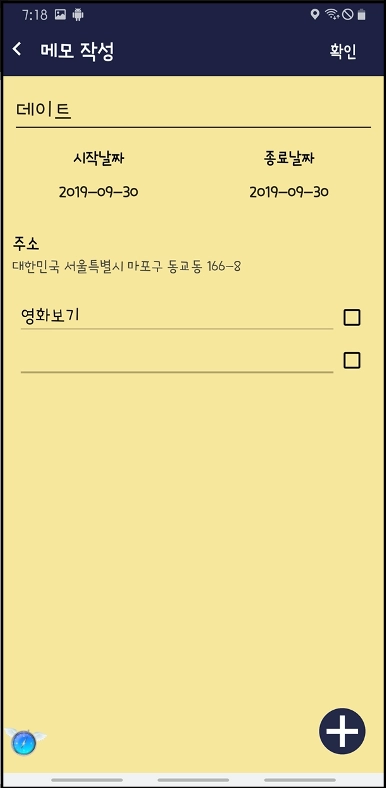 7:18
메모 작성 확인
데이트
시작날짜 종료날짜
2019-09-30 2019-09-30
주소
대한민국 서울특별시 마포구 동교동 166-8
영화보기